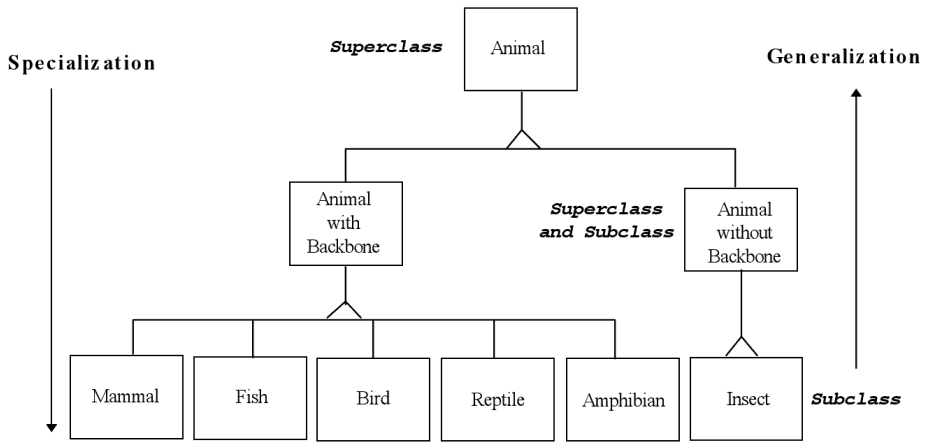 Superclass
Animal
Specialization
Generalization
Animal
with
Backbone
Superclass
and Subclass
Animal
without
Backbone
Mammal
Fish
Bird
Reptile
Amphibian
Insect
Subclass